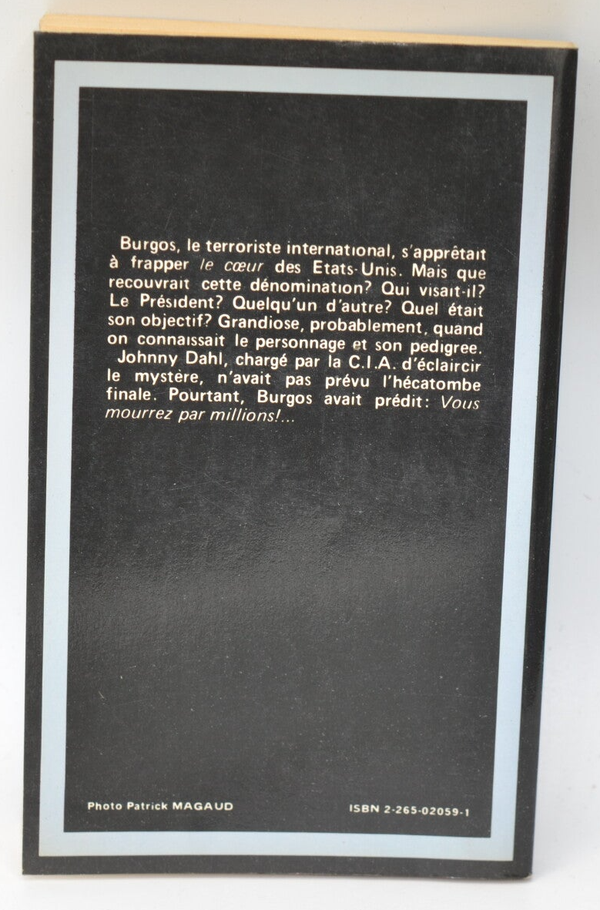 Burgos, le terroriste international, s'apprêtait
à frapper le cœur des Etats-Unis. Mais que
recouvrait cette dénomination? Qui visait-il?
Le Président? Quelqu'un d'autre? Quel était
son objectif? Grandiose, probablement, quand
on connaissait le personnage et son pedigree.
Johnny Dahl, chargé par la C.I.A. d'éclaircir
le mystère, n'avait pas prévu l'hécatombe
finale. Pourtant, Burgos avait prédit: Vous
mourrez par millions!...
Photo Patrick MAGAUD
ISBN 2-265-02059-1